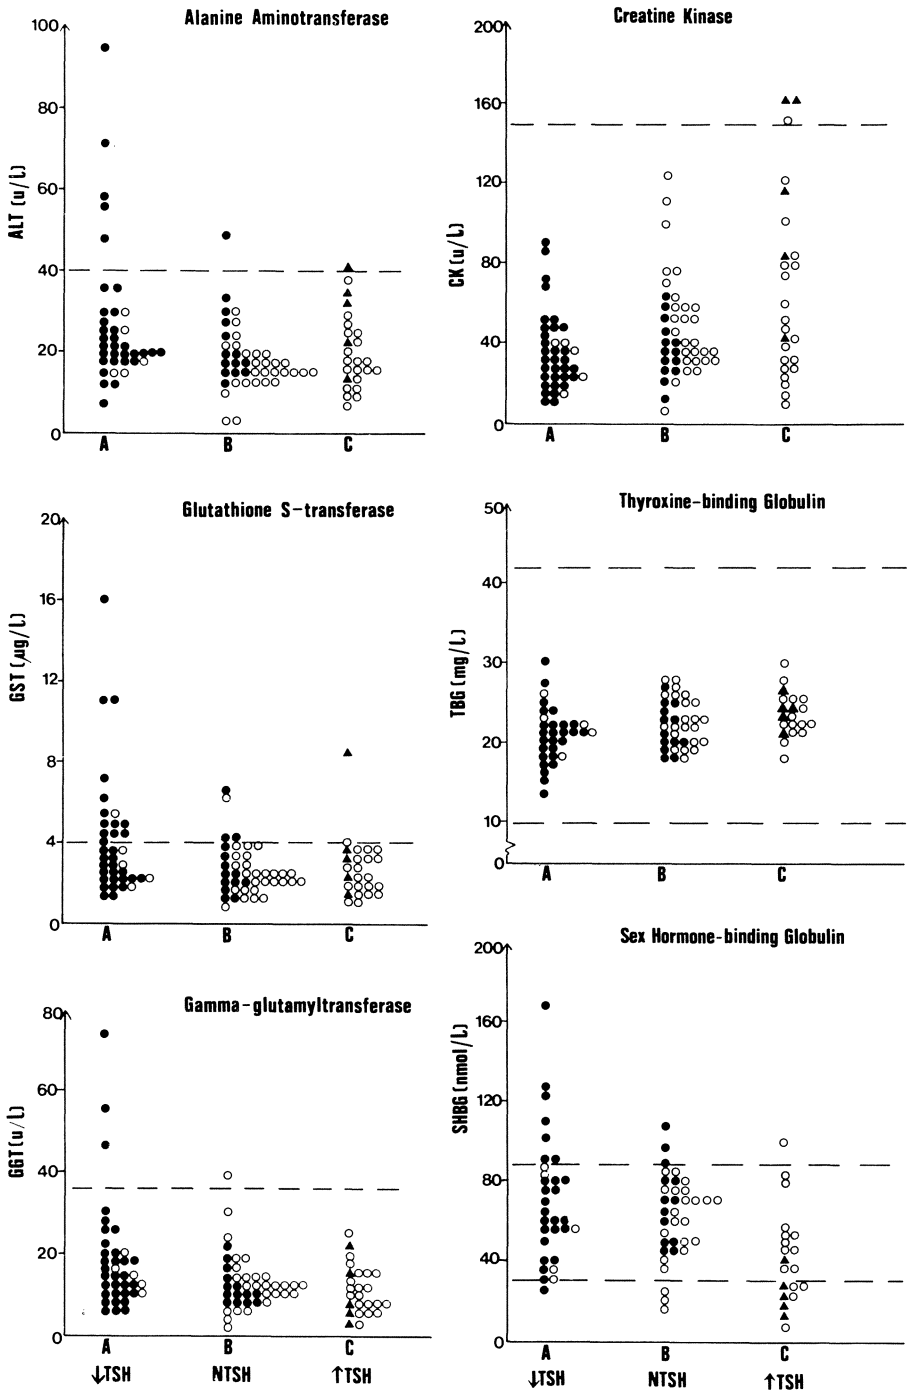 Alanine Aminotransferase
ALT (u/L)
100
80
60
40
20
0
A B C
Creatine Kinase
CK (u/L)
200
160
120
80
40
0
A B C
Glutathione S-transferase
GST (µg/L)
20
16
12
8
4
0
A B C
Thyroxine-binding Globulin
TBG (mg/L)
50
40
30
20
10
0
A B C
Gamma-glutamyltransferase
GGT (u/L)
80
60
40
20
0
A B C
↓TSH NTSH ↑TSH
Sex Hormone-binding Globulin
SHBG (nmol/L)
200
160
120
80
40
0
A B C
↓TSH NTSH ↑TSH